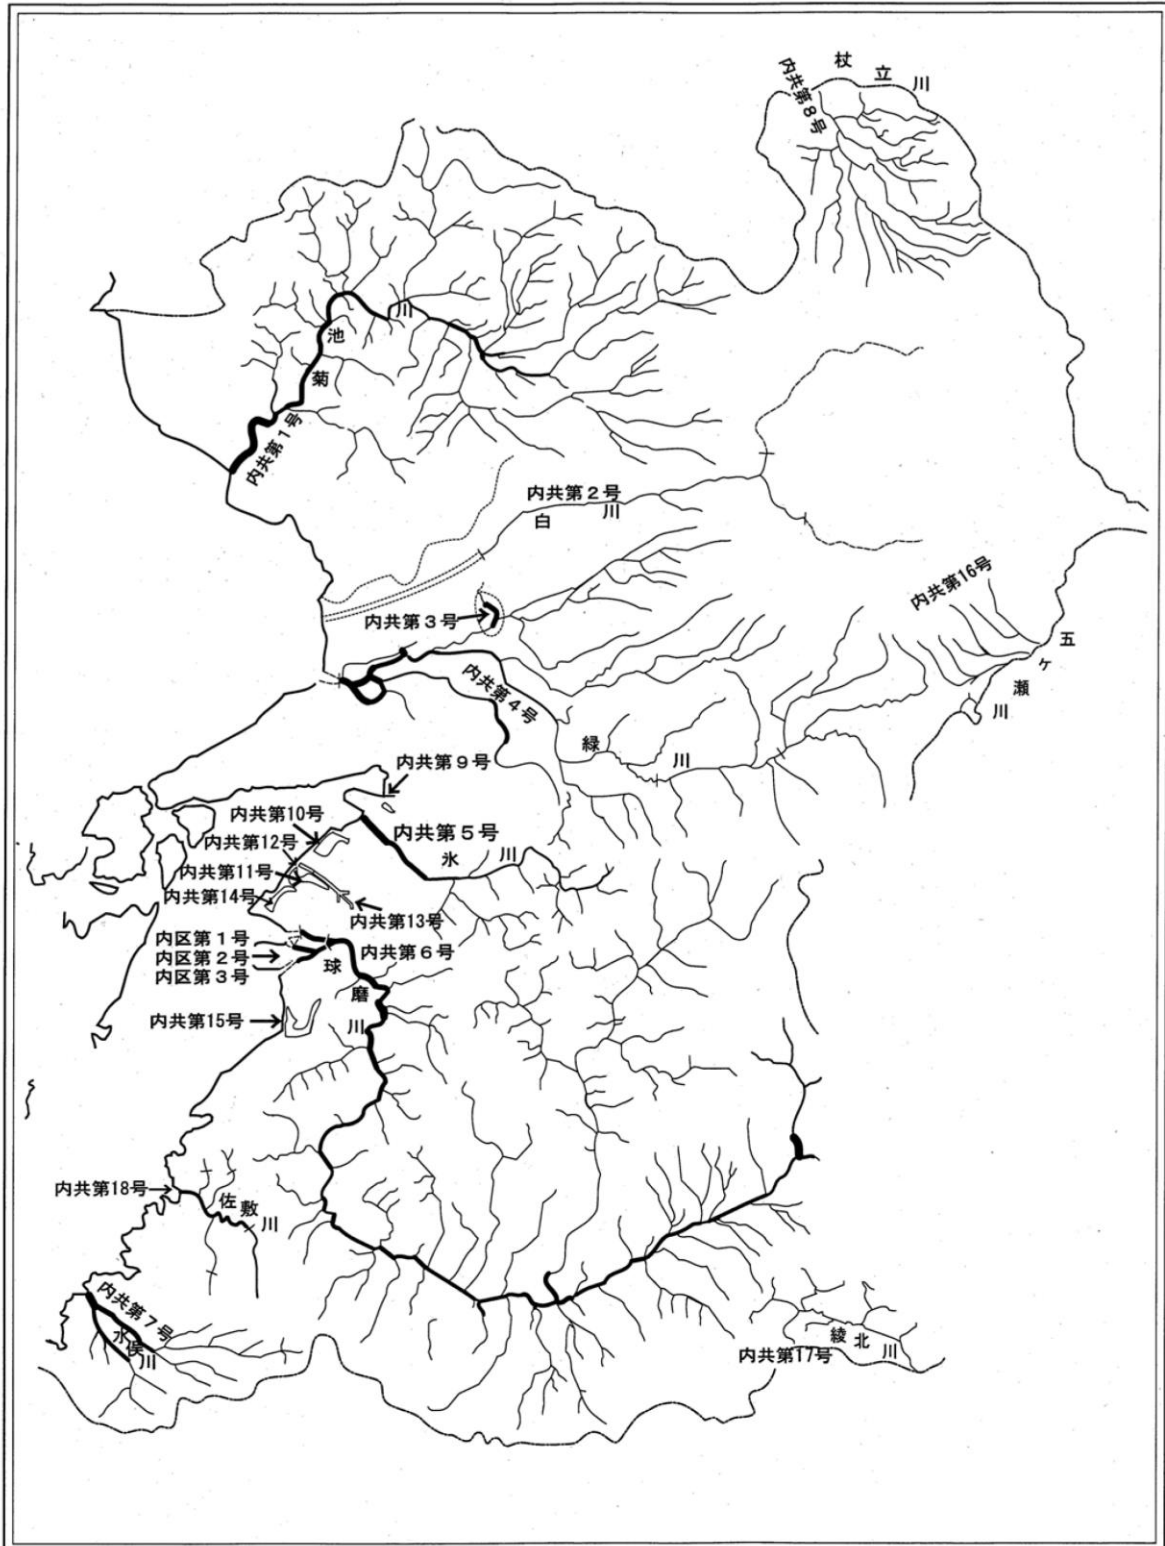 杖立川
内共第8号
菊池川
内共第1号
内共第2号
白川
内共第16号
内共第3号
五ヶ瀬川
内共第4号
緑川
内共第9号
内共第10号
内共第5号
氷川
内共第12号
内共第11号
内共第14号
内共第13号
内区第1号
内共第6号
内区第2号
内区第3号
球磨川
内共第15号
内共第18号
佐敷川
内共第7号
水俣川
綾北川
内共第17号